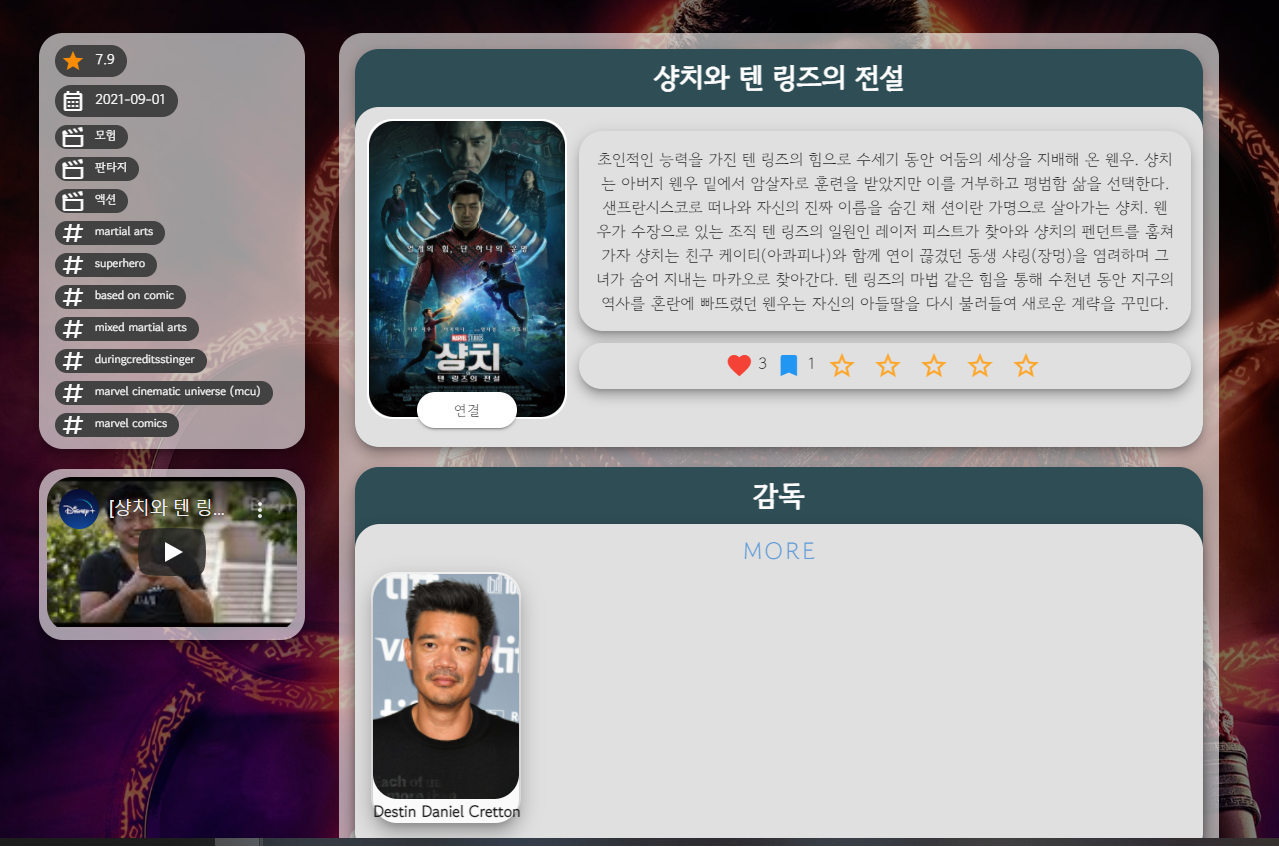 7.9
2021-09-01
모험
판타지
액션
martial arts
superhero
based on comic
mixed martial arts
duringcreditsstinger
marvel cinematic universe (mcu)
marvel comics
Disney+
[샹치와 텐 링...
샹치와 텐 링즈의 전설
열 개의 힘, 단 하나의 운명
MARVEL STUDIOS
샹치
텐 링즈의 전설
연결
초인적인 능력을 가진 텐 링즈의 힘으로 수세기 동안 어둠의 세상을 지배해 온 웬우. 샹치
는 아버지 웬우 밑에서 암살자로 훈련을 받았지만 이를 거부하고 평범함 삶을 선택한다.
샌프란시스코로 떠나와 자신의 진짜 이름을 숨긴 채 션이란 가명으로 살아가는 샹치. 웬
우가 수장으로 있는 조직 텐 링즈의 일원인 레이저 피스트가 찾아와 샹치의 펜던트를 훔쳐
가자 샹치는 친구 케이티(아콰피나)와 함께 연이 끊겼던 동생 샤링(장멍)을 염려하며 그
녀가 숨어 지내는 마카오로 찾아간다. 텐 링즈의 마법 같은 힘을 통해 수천년 동안 지구의
역사를 혼란에 빠뜨렸던 웬우는 자신의 아들딸을 다시 불러들여 새로운 계략을 꾸민다.
3
1
감독
MORE
Destin Daniel Cretton